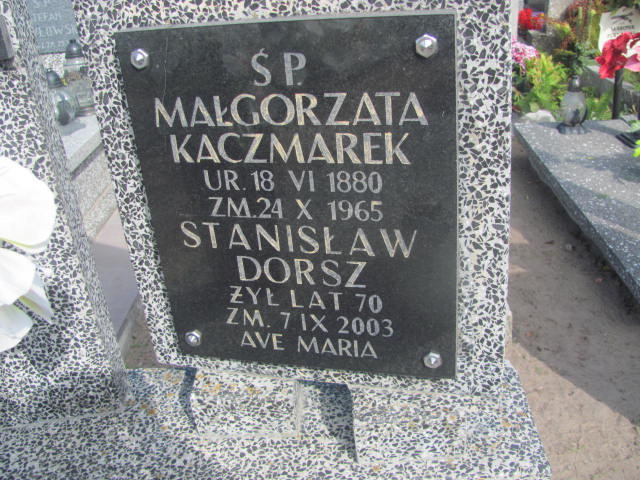 Ś P.
MAŁGORZATA
KACZMAREK
UR. 18 VI 1880
ZM. 24 X 1965
STANISŁAW
DORSZ
ŻYŁ LAT 70
ZM. 7 IX 2003
AVE MARIA